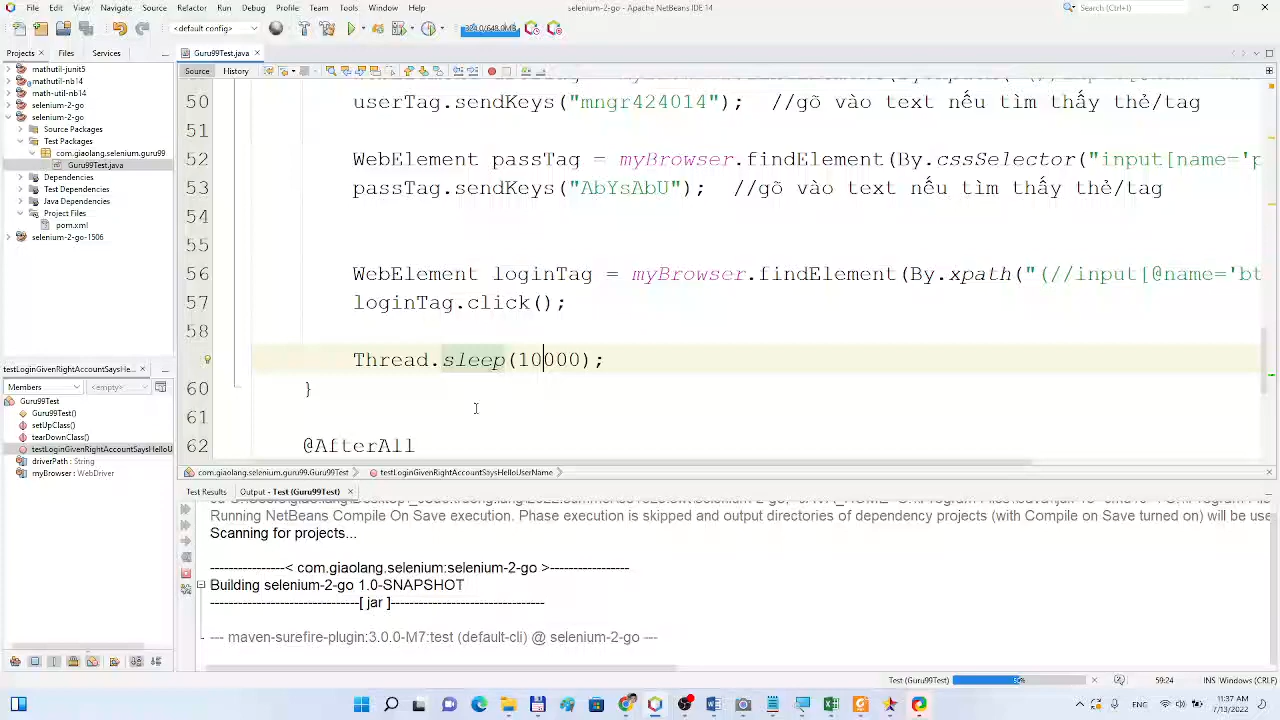 File Edit View Navigate Source Refactor Run Debug Selenium Profile Teams Tools Window Help
selenium-2-go - Apache NetBeans IDE 14
Search (Ctrl+I)
<default config>
Projects Files Services
Guru99Test.java
Source History
mathutil-junit5
mathutil-nb14
math-util-nb14
selenium-2-go
selenium-2-go
Source Packages
Test Packages
com.giaolang.selenium.guru99
Guru99Test.java
Dependencies
Test Dependencies
Java Dependencies
Project Files
pom.xml
selenium-2-go-1506
50 userTag.sendKeys("mngr424014"); //gõ vào text nếu tìm thấy thẻ/tag
51
52 WebElement passTag = myBrowser.findElement(By.cssSelector("input[name='p
53 passTag.sendKeys("AbYsAbU"); //gõ vào text nếu tìm thấy thẻ/tag
54
55
56 WebElement loginTag = myBrowser.findElement(By.xpath("(//input[@name='bt
57 loginTag.click();
58
Thread.sleep(10000);
60 }
61
62 @AfterAll
com.giaolang.selenium.guru99.Guru99Test testLoginGivenRightAccountSaysHelloUserName
testLoginGivenRightAccountSaysHe...
Members <empty>
Guru99Test
Guru99Test()
setUpClass()
tearDownClass()
testLoginGivenRightAccountSaysHelloU
driverPath : String
myBrowser : WebDriver
Test Results Output - Test (Guru99Test)
Running NetBeans Compile On Save execution. Phase execution is skipped and output directories of dependency projects (with Compile on Save turned on) will be use
Scanning for projects...
----------------< com.giaolang.selenium:selenium-2-go >----------------
Building selenium-2-go 1.0-SNAPSHOT
--------------------------------[ jar ]---------------------------------
--- maven-surefire-plugin:3.0.0-M7:test (default-cli) @ selenium-2-go ---
Test (Guru99Test) 50%
59:24 INS Windows (CRLF)
11:37 AM
7/13/2022